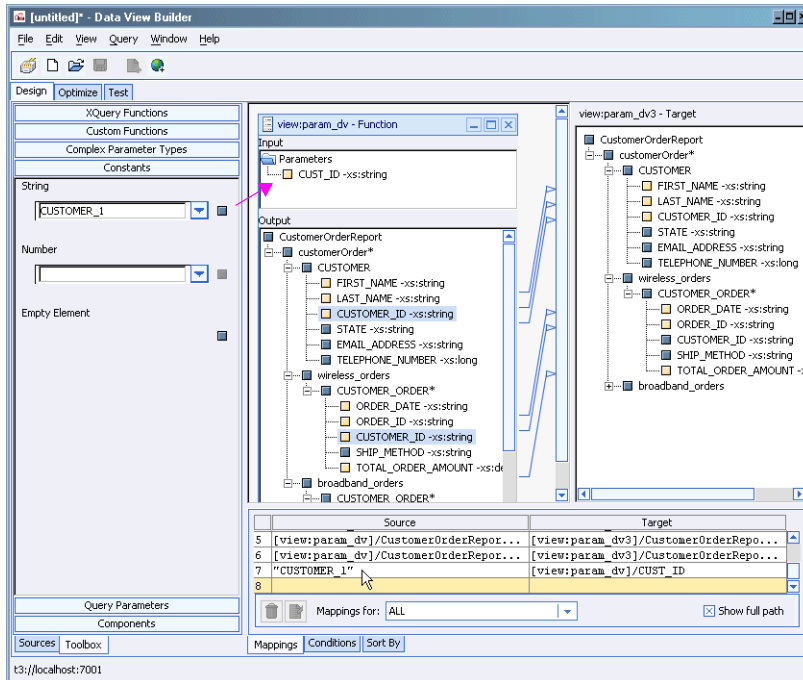 [untitled]* - Data View Builder
File Edit View Query Window Help
Design Optimize Test
XQuery Functions
Custom Functions
Complex Parameter Types
Constants
String
CUSTOMER_1
Number
Empty Element
Query Parameters
Components
Sources Toolbox
view:param_dv - Function
Input
Parameters
CUST_ID -xs:string
Output
CustomerOrderReport
customerOrder*
CUSTOMER
FIRST_NAME -xs:string
LAST_NAME -xs:string
CUSTOMER_ID -xs:string
STATE -xs:string
EMAIL_ADDRESS -xs:string
TELEPHONE_NUMBER -xs:long
wireless_orders
CUSTOMER_ORDER*
ORDER_DATE -xs:string
ORDER_ID -xs:string
CUSTOMER_ID -xs:string
SHIP_METHOD -xs:string
TOTAL_ORDER_AMOUNT -xs:de
broadband_orders
CUSTOMER_ORDER*
view:param_dv3 - Target
CustomerOrderReport
customerOrder*
CUSTOMER
FIRST_NAME -xs:string
LAST_NAME -xs:string
CUSTOMER_ID -xs:string
STATE -xs:string
EMAIL_ADDRESS -xs:string
TELEPHONE_NUMBER -xs:long
wireless_orders
CUSTOMER_ORDER*
ORDER_DATE -xs:string
ORDER_ID -xs:string
CUSTOMER_ID -xs:string
SHIP_METHOD -xs:string
TOTAL_ORDER_AMOUNT -x
broadband_orders
Source Target
5 [view:param_dv]/CustomerOrderRepor... [view:param_dv3]/CustomerOrderRepo...
6 [view:param_dv]/CustomerOrderRepor... [view:param_dv3]/CustomerOrderRepo...
7 "CUSTOMER_1" [view:param_dv]/CUST_ID
8
Mappings for: ALL Show full path
Mappings Conditions Sort By
t3://localhost:7001